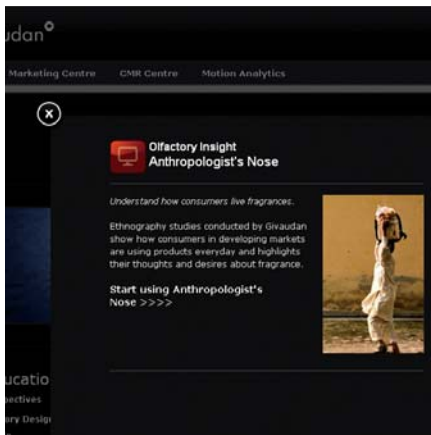 udan
Marketing Centre CMR Centre Motion Analytics
x
Olfactory Insight
Anthropologist's Nose
Understand how consumers live fragrances.
Ethnography studies conducted by Givaudan
show how consumers in developing markets
are using products everyday and highlights
their thoughts and desires about fragrance.
Start using Anthropologist's
Nose >>>>
ucatio
pectives
ory Desig